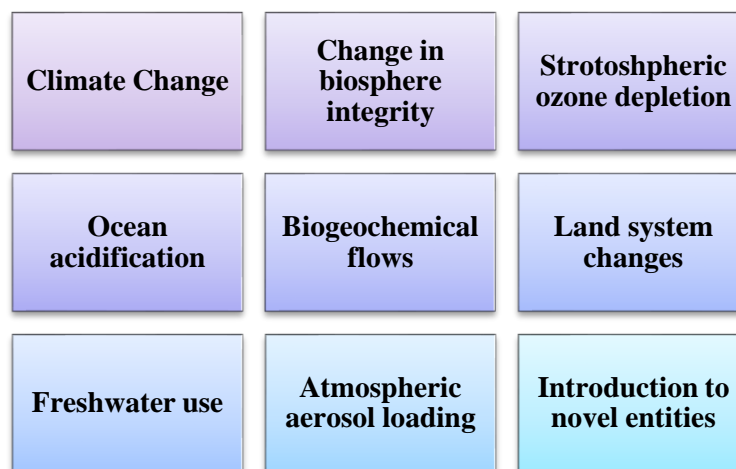 Climate Change
Change in
biosphere
integrity
Strotoshpheric
ozone depletion
Ocean
acidification
Biogeochemical
flows
Land system
changes
Freshwater use
Atmospheric
aerosol loading
Introduction to
novel entities